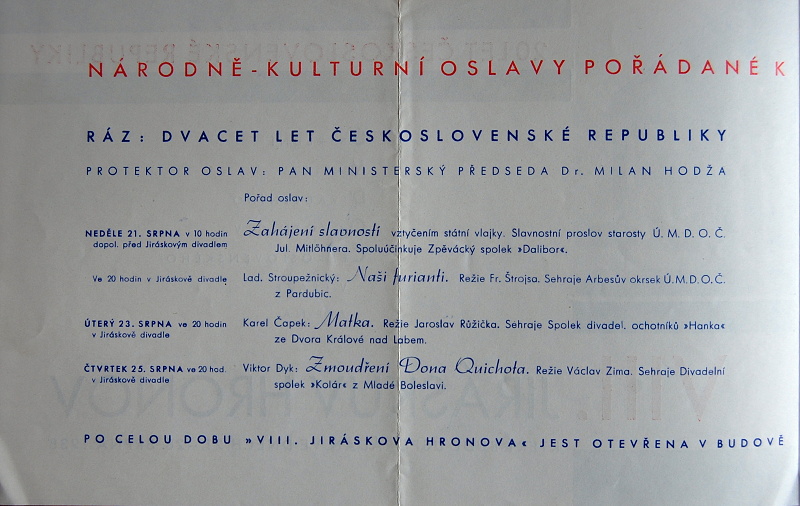 NÁRODNĚ-KULTURNÍ OSLAVY POŘÁDANÉ K
RÁZ: DVACET LET ČESKOSLOVENSKÉ REPUBLIKY
PROTEKTOR OSLAV: PAN MINISTERSKÝ PŘEDSEDA Dr. MILAN HODŽA
Pořad oslav:
NEDĚLE 21. SRPNA v 10 hodin
dopol. před Jiráskovým divadlem
Zahájení slavnosti vztyčením státní vlajky. Slavnostní proslov starosty Ú. M. D. O. Č.
Jul. Mitlöhnera. Spoluúčinkuje Zpěvácký spolek »Dalibor«.
Ve 20 hodin v Jiráskově divadle
Lad. Stroupežnický: Naši furianti. Režie Fr. Štrojsa. Sehraje Arbesův okrsek Ú.M.D.O.Č.
z Pardubic.
ÚTERÝ 23. SRPNA ve 20 hodin
v Jiráskově divadle
Karel Čapek: Matka. Režie Jaroslav Růžička. Sehraje Spolek divadel. ochotníků »Hanka«
ze Dvora Králové nad Labem.
ČTVRTEK 25. SRPNA ve 20 hod.
v Jiráskově divadle
Viktor Dyk: Zmoudření Dona Quichota. Režie Václav Zima. Sehraje Divadelní
spolek »Kolár« z Mladé Boleslavi.
PO CELOU DOBU »VIII. JIRÁSKOVA HRONOVA« JEST OTEVŘENA V BUDOVĚ